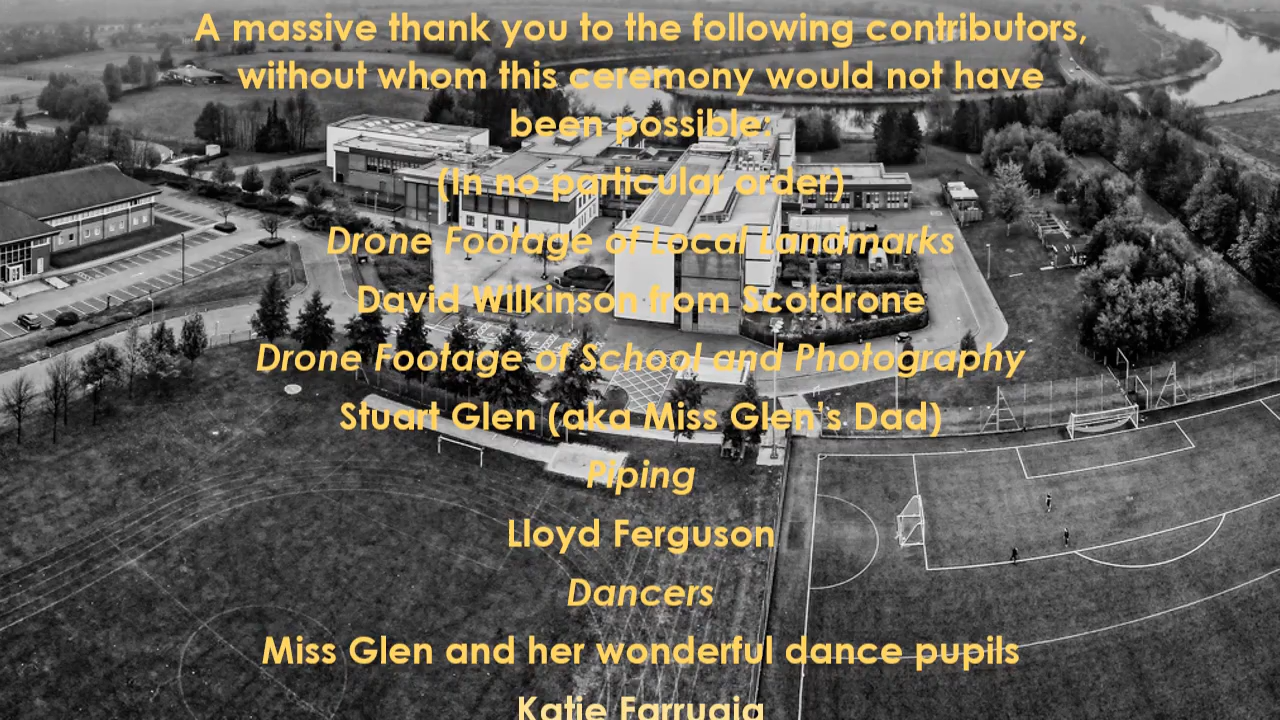 A massive thank you to the following contributors,
without whom this ceremony would not have
been possible:
(In no particular order)
Drone Footage of Local Landmarks
David Wilkinson from Scotdrone
Drone Footage of School and Photography
Stuart Glen (aka Miss Glen's Dad)
Piping
Lloyd Ferguson
Dancers
Miss Glen and her wonderful dance pupils
Katie Farrugia